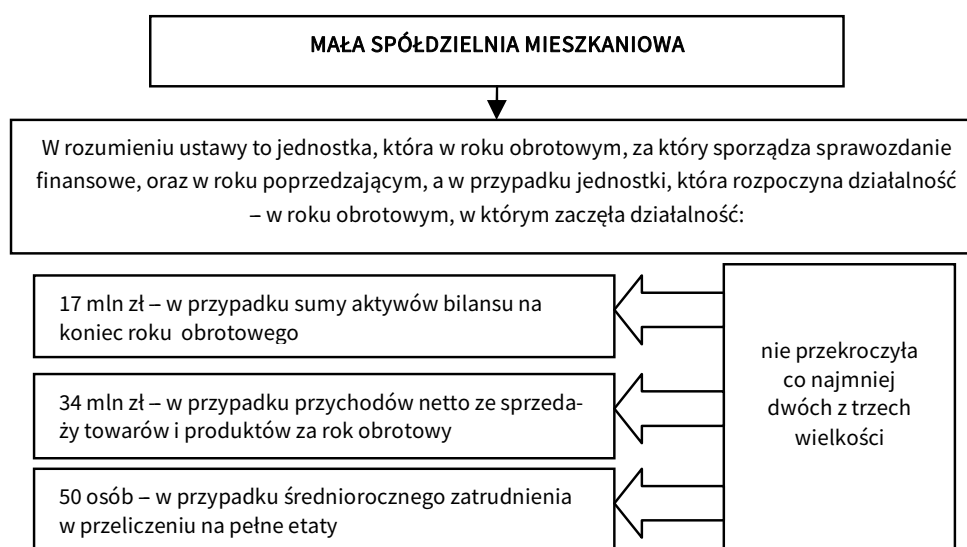 MAŁA SPÓŁDZIELNIA MIESZKANIOWA
W rozumieniu ustawy to jednostka, która w roku obrotowym, za który sporządza sprawozdanie
finansowe, oraz w roku poprzedzającym, a w przypadku jednostki, która rozpoczyna działalność
– w roku obrotowym, w którym zaczęła działalność:
17 mln zł – w przypadku sumy aktywów bilansu na
koniec roku obrotowego
34 mln zł – w przypadku przychodów netto ze sprzeda-
ży towarów i produktów za rok obrotowy
50 osób – w przypadku średniorocznego zatrudnienia
w przeliczeniu na pełne etaty
nie przekroczyła
co najmniej
dwóch z trzech
wielkości